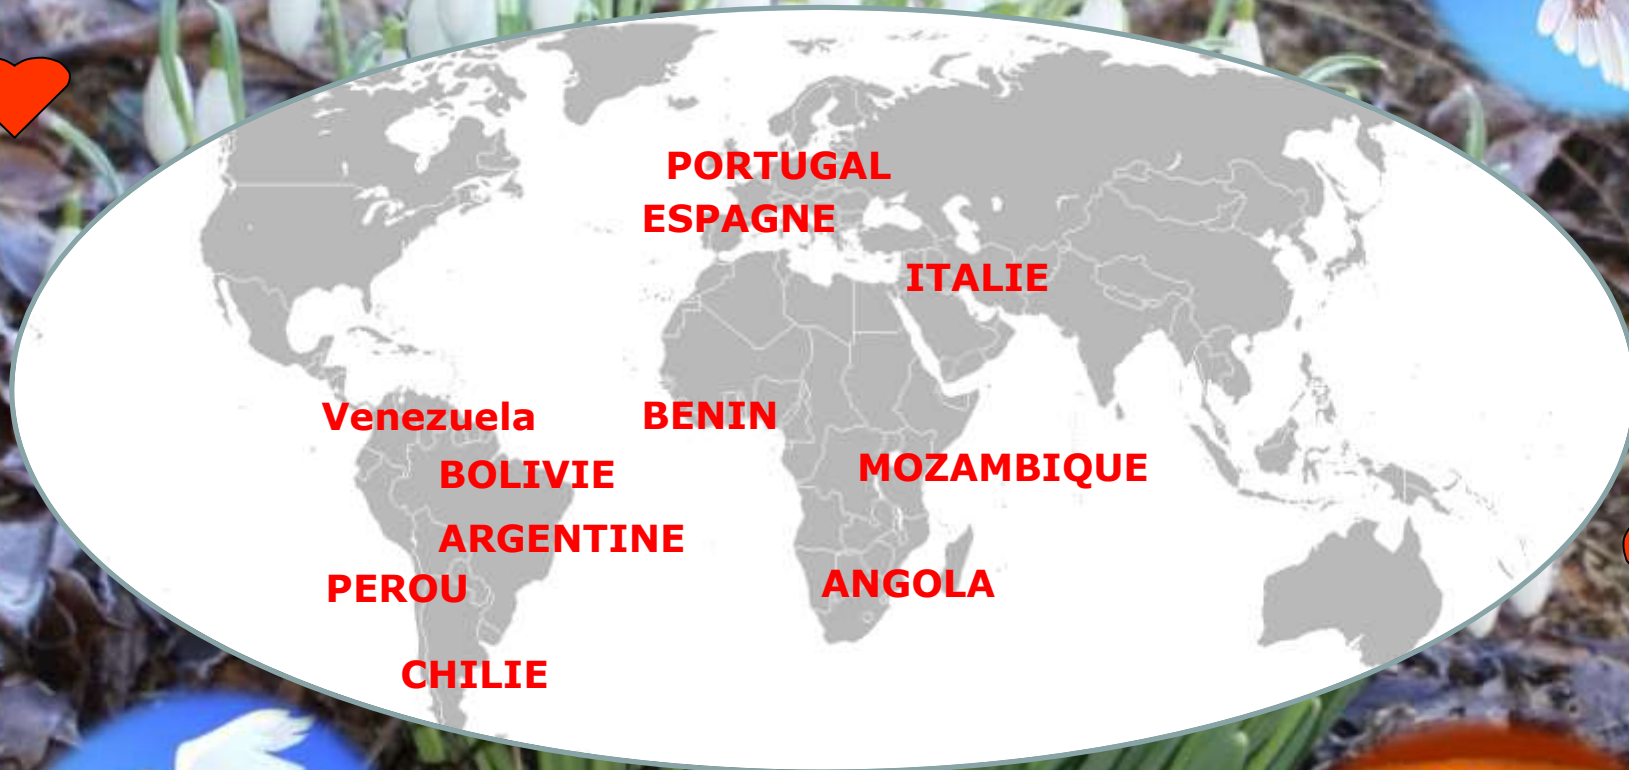 PORTUGAL
ESPAGNE
ITALIE
Venezuela
BENIN
BOLIVIE
MOZAMBIQUE
ARGENTINE
PEROU
ANGOLA
CHILIE